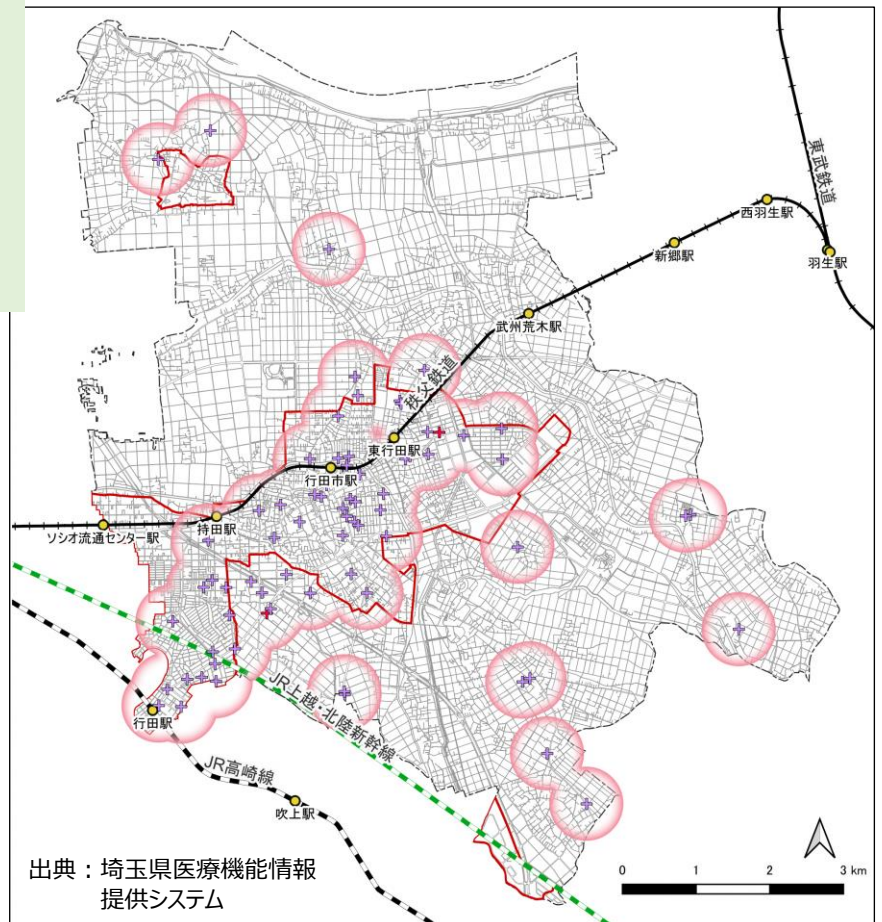 東武鉄道
西羽生駅
新郷駅
羽生駅
武州荒木駅
秩父鉄道
東行田駅
行田市駅
持田駅
ソシオ流通センター駅
JR上越・北陸新幹線
行田駅
JR高崎線
吹上駅
出典：埼玉県医療機能情報
提供システム
0 1 2 3 km